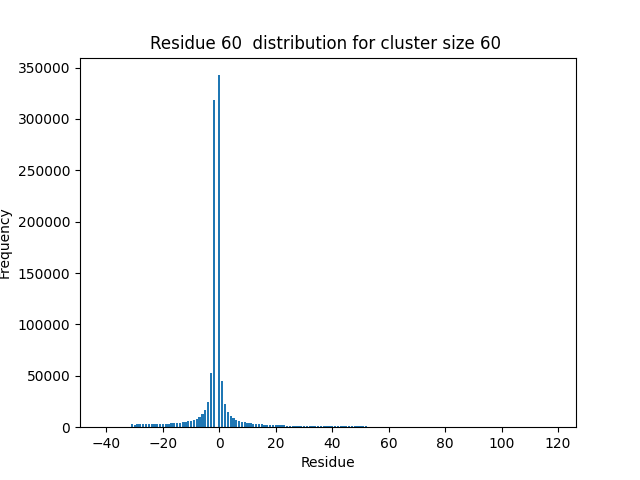 Residue 60  distribution for cluster size 60
350000
300000
250000
200000
150000
100000
50000
0
Frequency
−40 −20 0 20 40 60 80 100 120
Residue